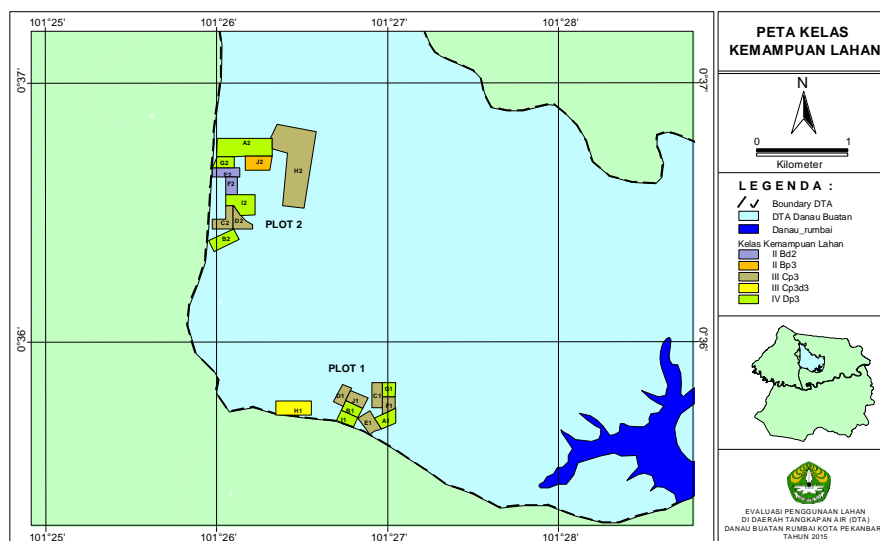 101°25'
101°26'
101°27'
101°28'
0°37'
0°37'
0°36'
0°36'
101°25'
101°26'
101°27'
101°28'
A2
G2
J2
E2
F2
H2
I2
C2
D2
B2
PLOT 2
PLOT 1
D1
J1
C1
G1
B1
F1
I1
E1
A1
H1
PETA KELAS
KEMAMPUAN LAHAN
N
0 1
Kilometer
LEGENDA :
Boundary DTA
DTA Danau Buatan
Danau_rumbai
Kelas Kemampuan Lahan
II Bd2
II Bp3
III Cp3
III Cp3d3
IV Dp3
EVALUASI PENGGUNAAN LAHAN
DI DAERAH TANGKAPAN AIR (DTA)
DANAU BUATAN RUMBAI KOTA PEKANBAR
TAHUN 2015